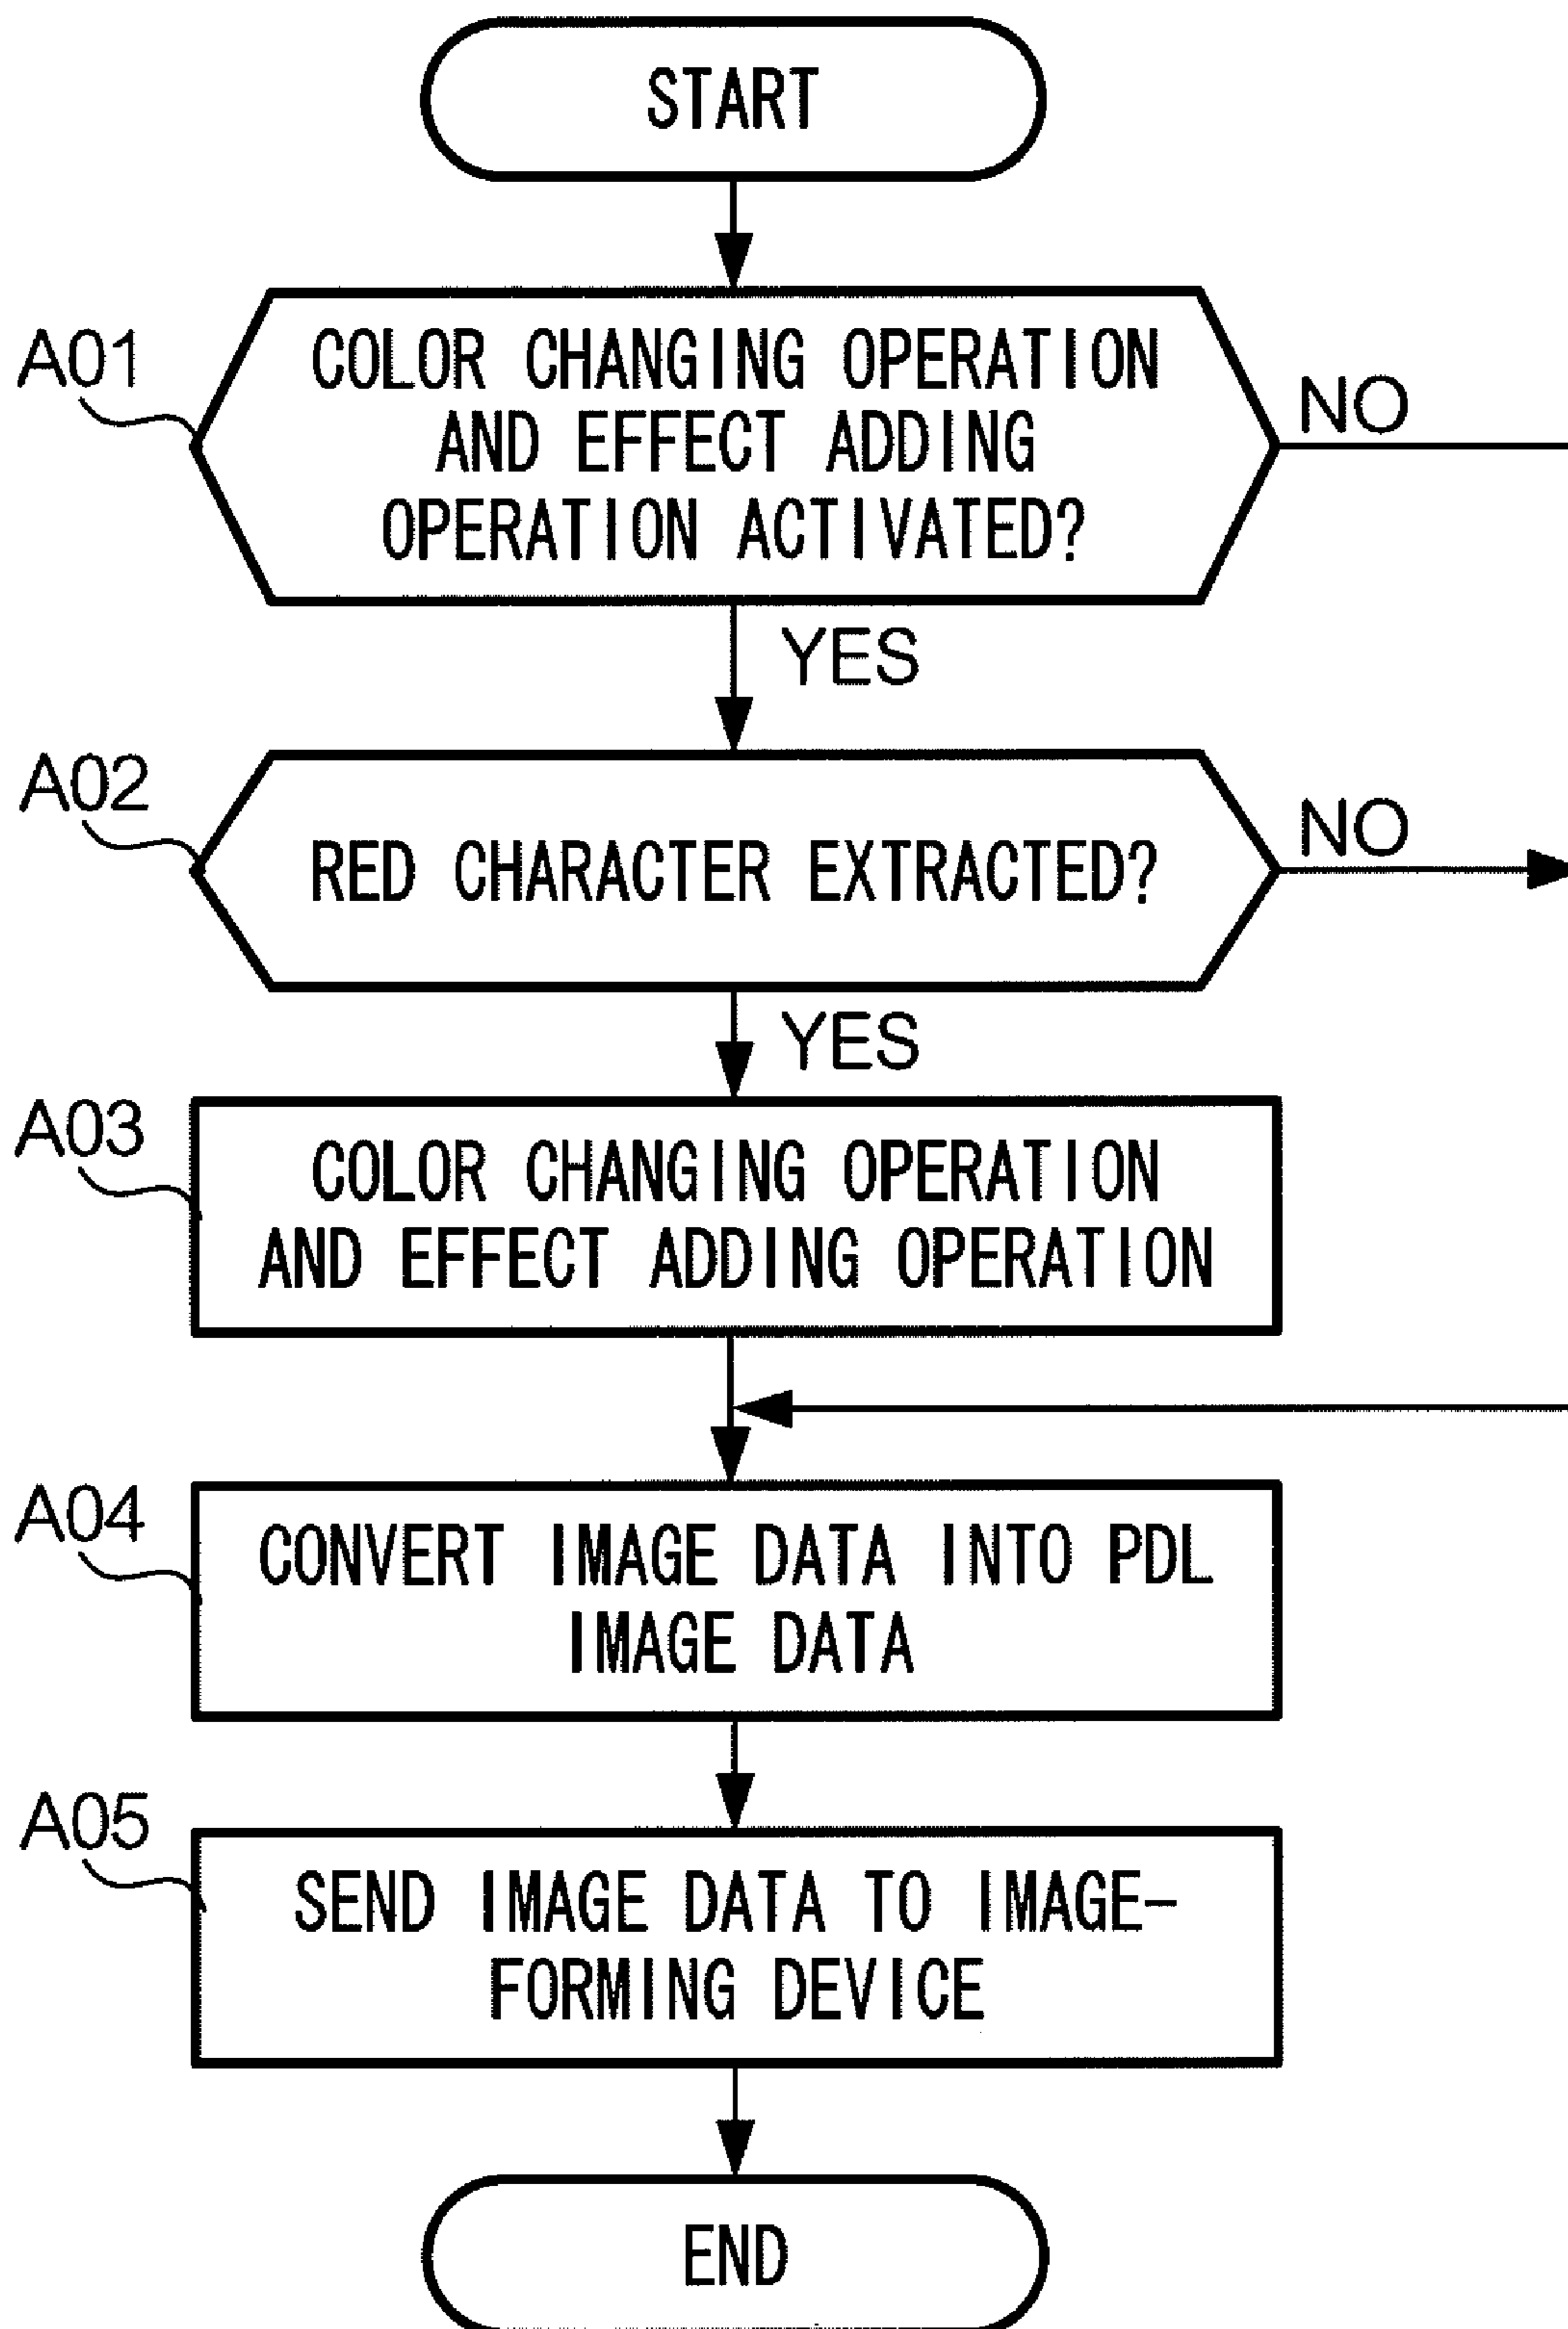 START
A01
COLOR CHANGING OPERATION
AND EFFECT ADDING
OPERATION ACTIVATED?
NO
YES
A02
RED CHARACTER EXTRACTED?
NO
YES
A03
COLOR CHANGING OPERATION
AND EFFECT ADDING OPERATION
A04
CONVERT IMAGE DATA INTO PDL
IMAGE DATA
A05
SEND IMAGE DATA TO IMAGE-
FORMING DEVICE
END